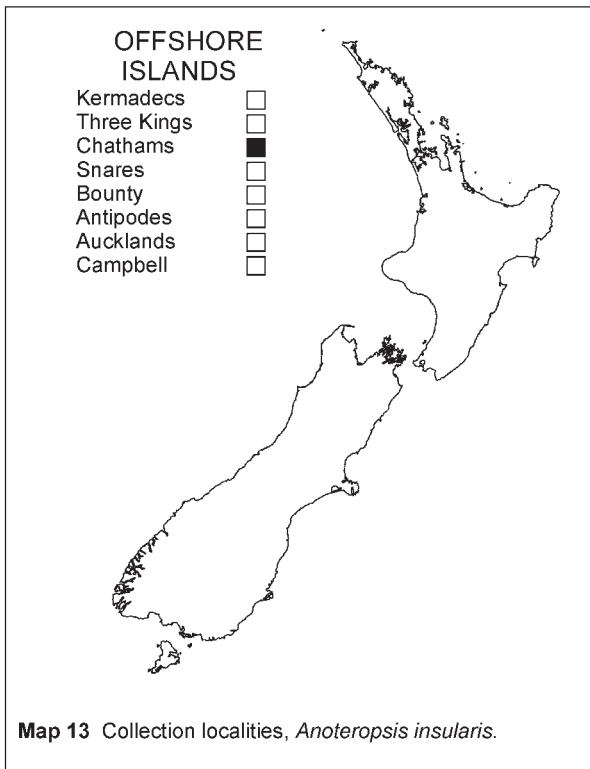 OFFSHORE
ISLANDS
Kermadecs
Three Kings
Chathams
Snares
Bounty
Antipodes
Aucklands
Campbell
Map 13 Collection localities, Anoteropsis insularis.